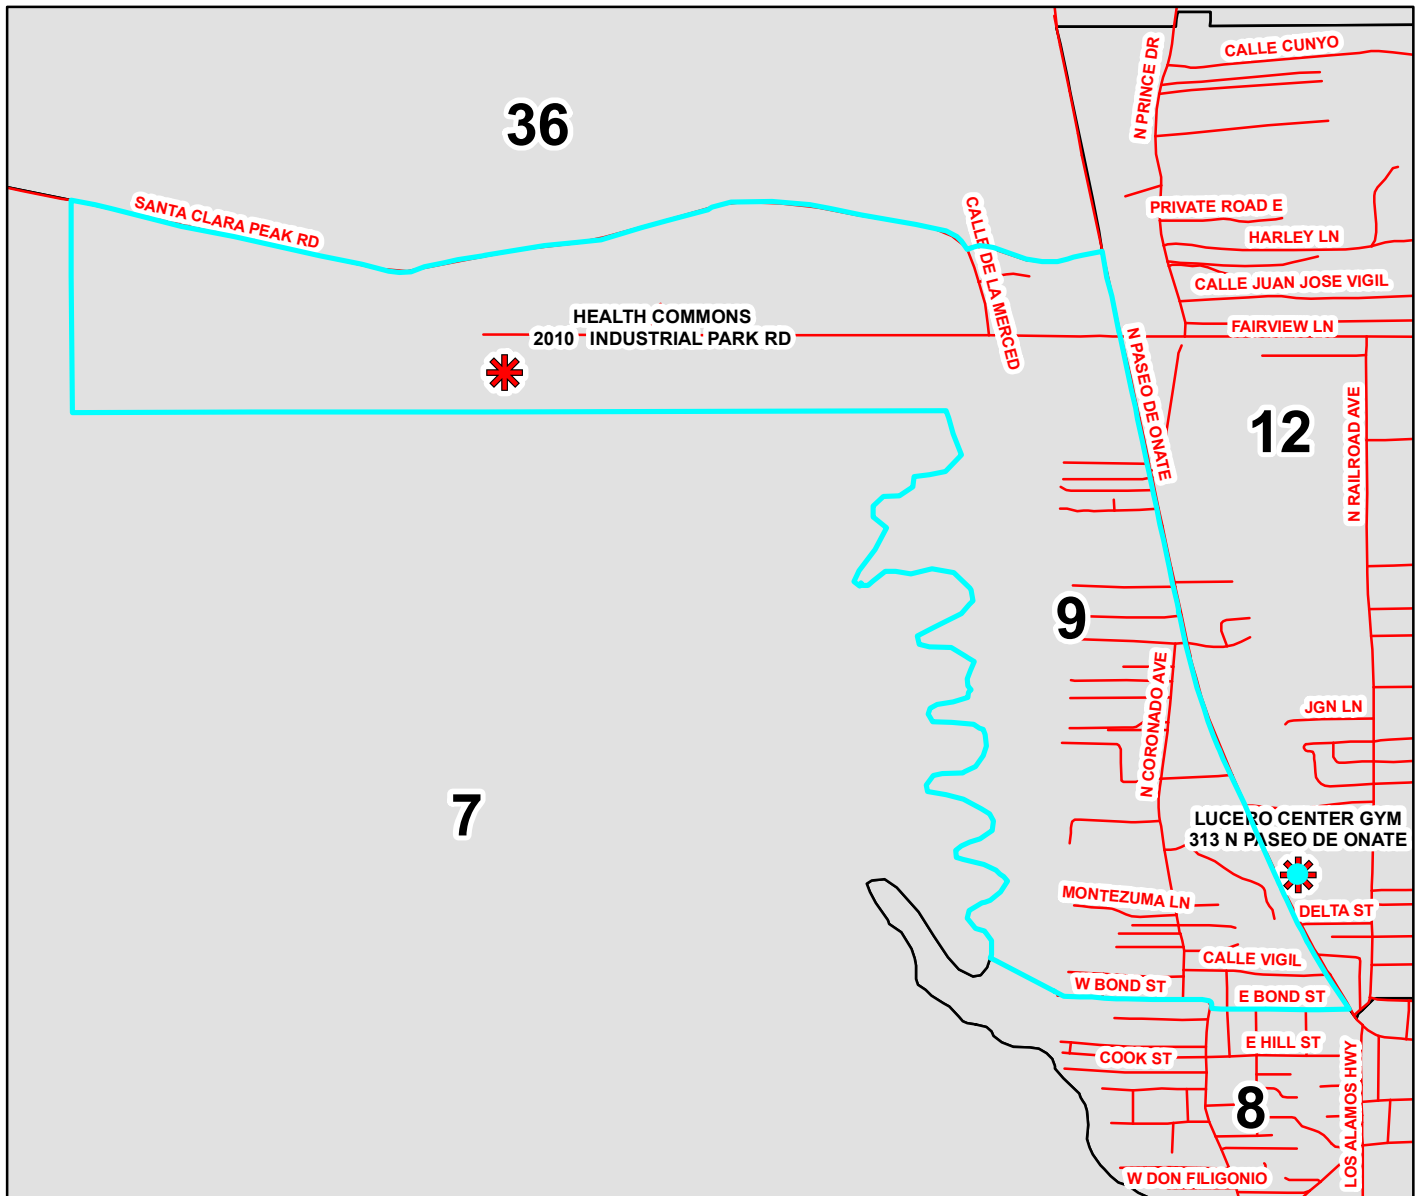 CALLE CUNYO
N PRINCE DR
36
PRIVATE ROAD E
SANTA CLARA PEAK RD
CALLE DE LA MERCED
HARLEY LN
CALLE JUAN JOSE VIGIL
HEALTH COMMONS
2010 INDUSTRIAL PARK RD
FAIRVIEW LN
N PASEO DE ONATE
12
N RAILROAD AVE
9
N CORONADO AVE
JGN LN
7
LUCERO CENTER GYM
313 N PASEO DE ONATE
MONTEZUMA LN
DELTA ST
CALLE VIGIL
W BOND ST
E BOND ST
E HILL ST
COOK ST
LOS ALAMOS HWY
8
W DON FILIGONIO